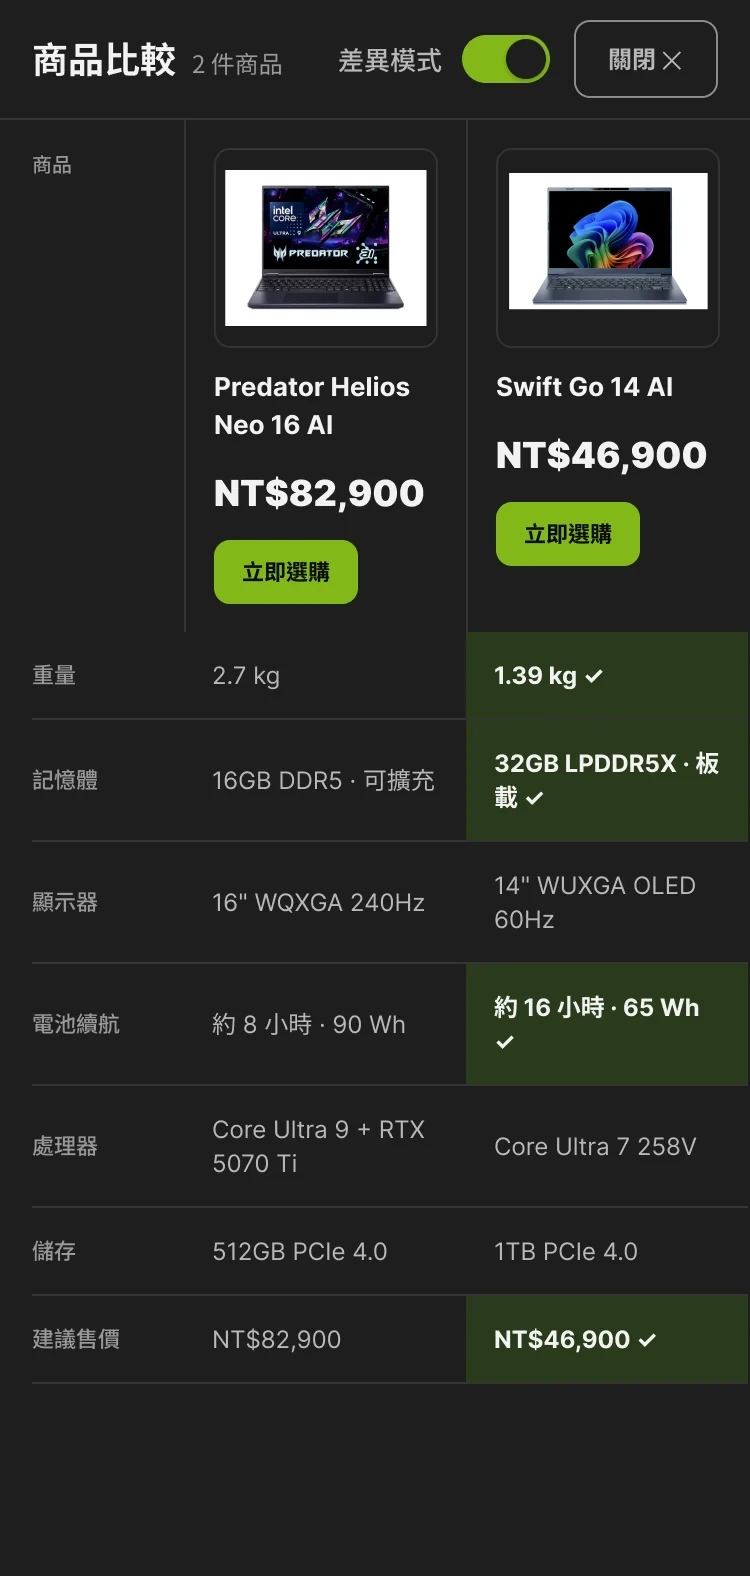 商品比較 2 件商品 差異模式 關閉 ✕
商品
intel
CORE
ULTRA 9
PREDATOR ai
Predator Helios
Neo 16 AI
NT$82,900
立即選購
Swift Go 14 AI
NT$46,900
立即選購
重量 2.7 kg 1.39 kg ✓
記憶體 16GB DDR5 · 可擴充 32GB LPDDR5X · 板
載 ✓
顯示器 16" WQXGA 240Hz 14" WUXGA OLED
60Hz
電池續航 約 8 小時 · 90 Wh 約 16 小時 · 65 Wh
✓
處理器 Core Ultra 9 + RTX
5070 Ti
Core Ultra 7 258V
儲存 512GB PCIe 4.0 1TB PCIe 4.0
建議售價 NT$82,900 NT$46,900 ✓